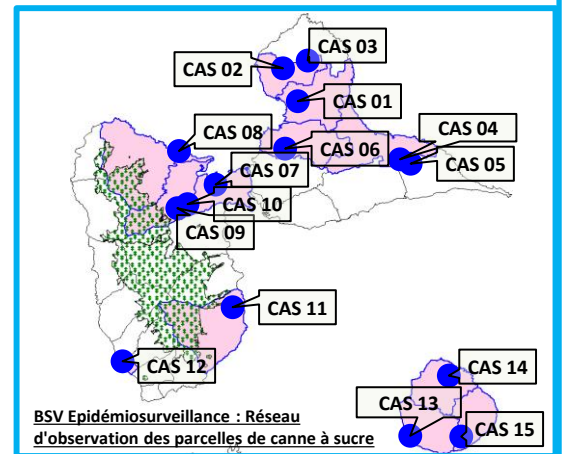 CAS 03
CAS 02
CAS 01
CAS 08
CAS 04
CAS 06
CAS 05
CAS 07
CAS 10
CAS 09
CAS 11
CAS 12
CAS 14
CAS 13
CAS 15
BSV Epidémiosurveillance : Réseau
d'observation des parcelles de canne à sucre